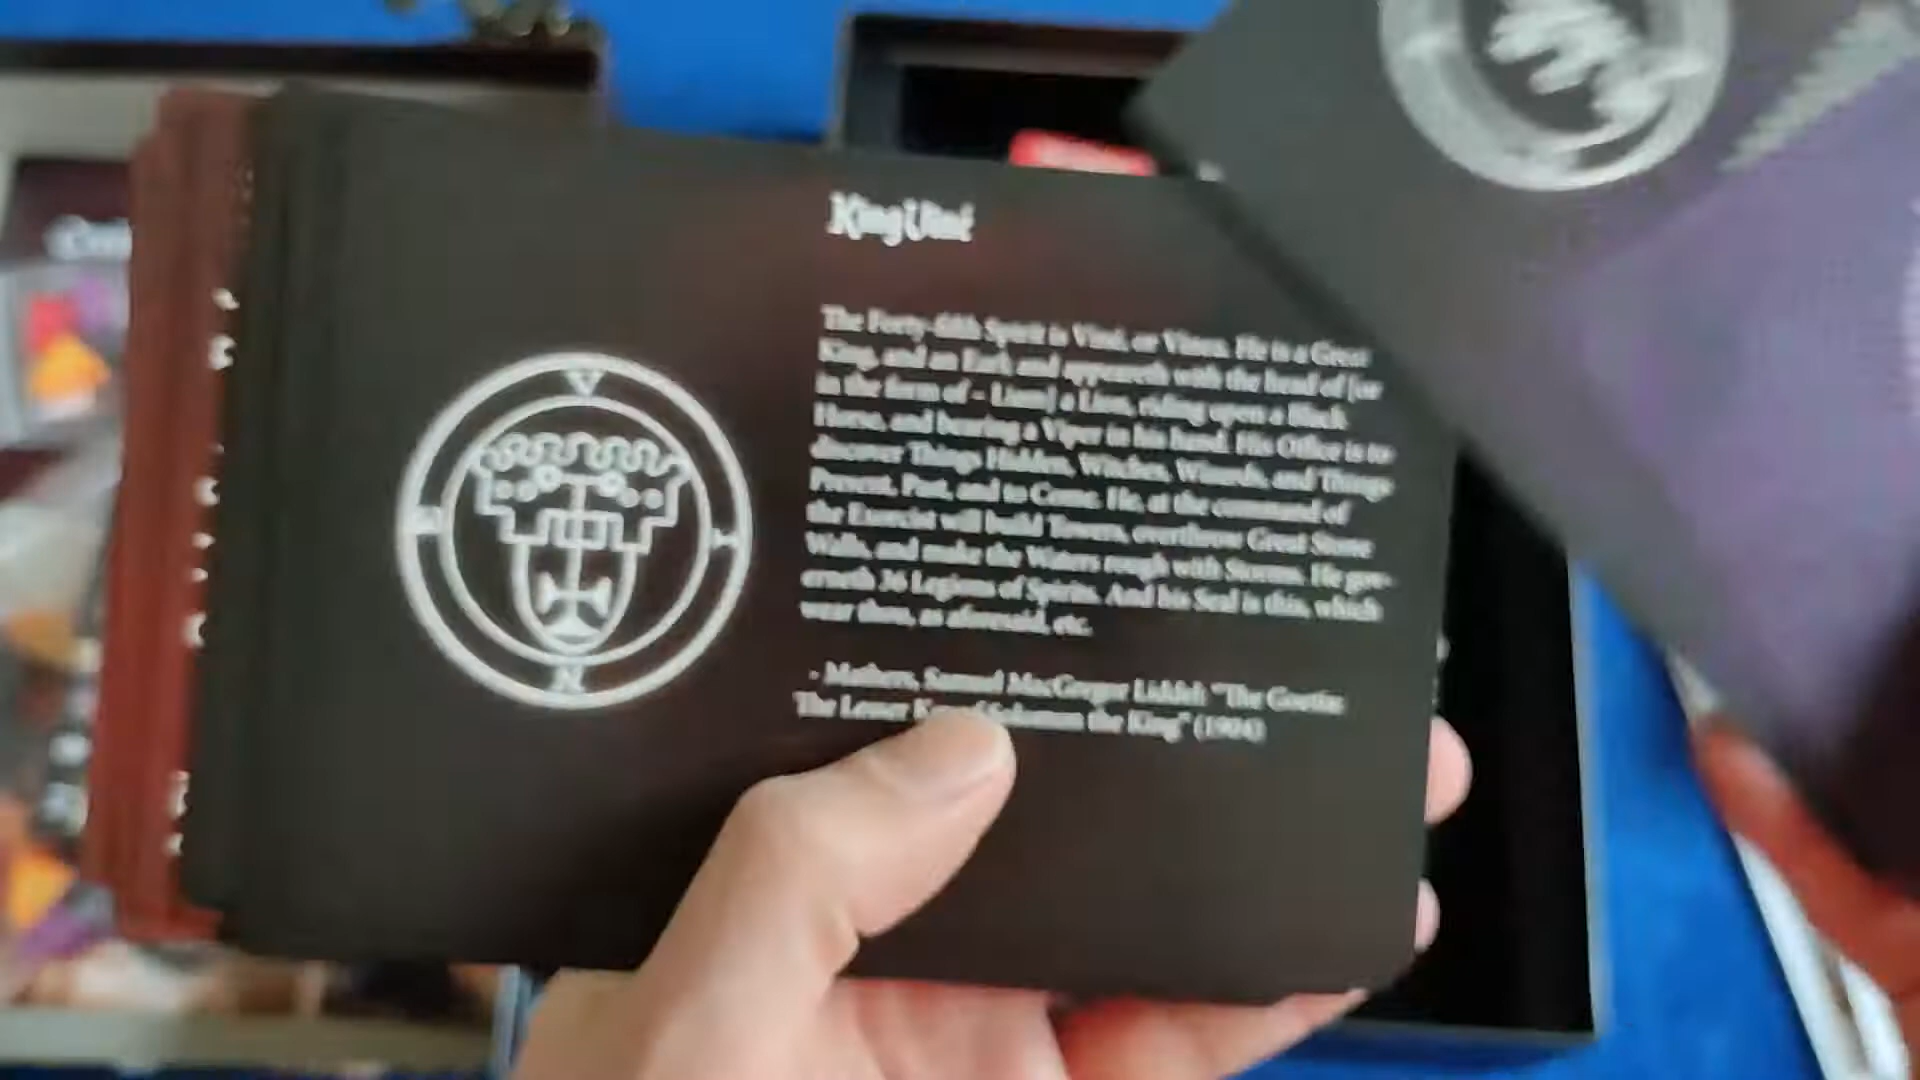 King Viné
The Forty-fifth Spirit is Viné, or Vinea. He is a Great
King, and an Earl; and appeareth with the head of [or
in the form of - Liam] a Lion, riding upon a Black
Horse, and bearing a Viper in his hand. His Office is to
discover Things Hidden, Witches, Wizards, and Things
Present, Past, and to Come. He, at the command of
the Exorcist will build Towers, overthrow Great Stone
Walls, and make the Waters rough with Storms. He gov-
erneth 36 Legions of Spirits. And his Seal is this, which
wear thou, as aforesaid, etc.
- Mathers, Samuel MacGregor Liddel: "The Goetia:
The Lesser Key of Solomon the King" (1904)
V
I
N
E